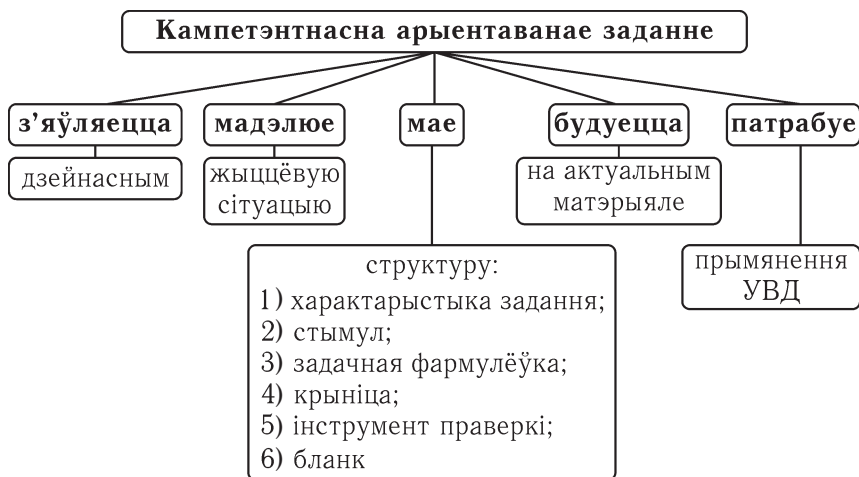 Кампетэнтнасна арыентаванае заданне
з’яўляецца
мадэлюе
мае
будуецца
патрабуе
дзейнасным
жыццёвую
сітуацыю
на актуальным
матэрыяле
структуру:
1) характарыстыка задання;
2) стымул;
3) задачная фармулёўка;
4) крыніца;
5) інструмент праверкі;
6) бланк
прымянення
УВД